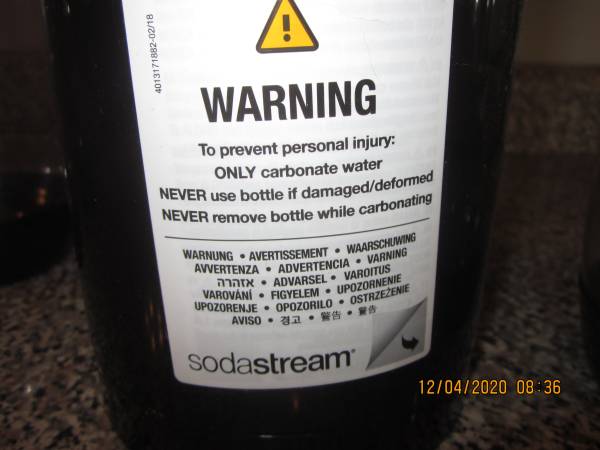 4013171882-02/18
WARNING
To prevent personal injury:
ONLY carbonate water
NEVER use bottle if damaged/deformed
NEVER remove bottle while carbonating
WARNUNG • AVERTISSEMENT • WAARSCHUWING
AVVERTENZA • ADVERTENCIA • VARNING
אזהרה • ADVARSEL • VAROITUS
VAROVÁNÍ • FIGYELEM • UPOZORNENIE
UPOZORENJE • OPOZORILO • OSTRZEŻENIE
AVISO • 경고 • 警告 • 警告
sodastream®
12/04/2020 08:36